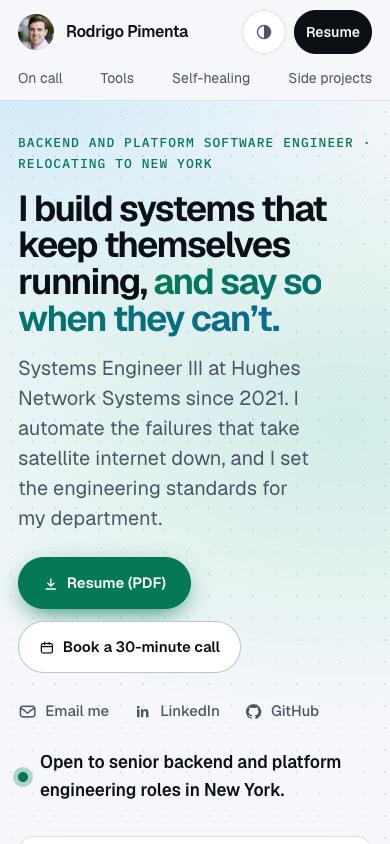 Rodrigo Pimenta
Resume
On call
Tools
Self-healing
Side projects
BACKEND AND PLATFORM SOFTWARE ENGINEER ·
RELOCATING TO NEW YORK
I build systems that
keep themselves
running, and say so
when they can’t.
Systems Engineer III at Hughes
Network Systems since 2021. I
automate the failures that take
satellite internet down, and I set
the engineering standards for
my department.
Resume (PDF)
Book a 30-minute call
Email me
LinkedIn
GitHub
Open to senior backend and platform
engineering roles in New York.